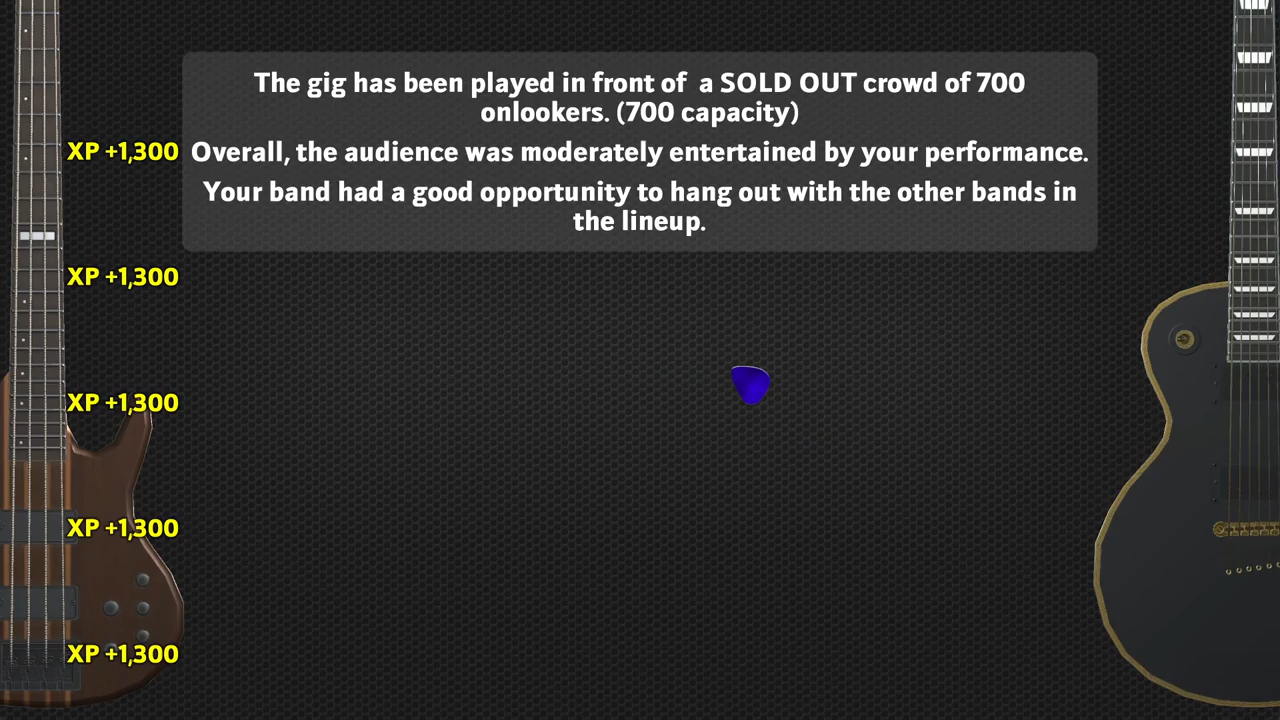 The gig has been played in front of  a SOLD OUT crowd of 700
onlookers. (700 capacity)
XP +1,300
Overall, the audience was moderately entertained by your performance.
Your band had a good opportunity to hang out with the other bands in
the lineup.
XP +1,300
XP +1,300
XP +1,300
XP +1,300